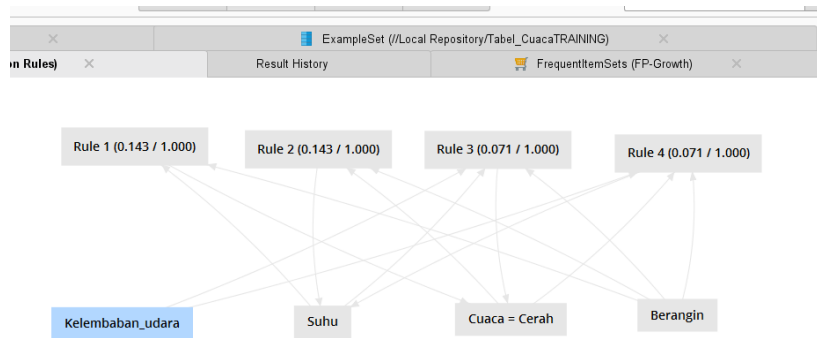 ExampleSet (//Local Repository/Tabel_CuacaTRAINING)
on Rules)
Result History
FrequentItemSets (FP-Growth)
Rule 1 (0.143 / 1.000)
Rule 2 (0.143 / 1.000)
Rule 3 (0.071 / 1.000)
Rule 4 (0.071 / 1.000)
Kelembaban_udara
Suhu
Cuaca = Cerah
Berangin